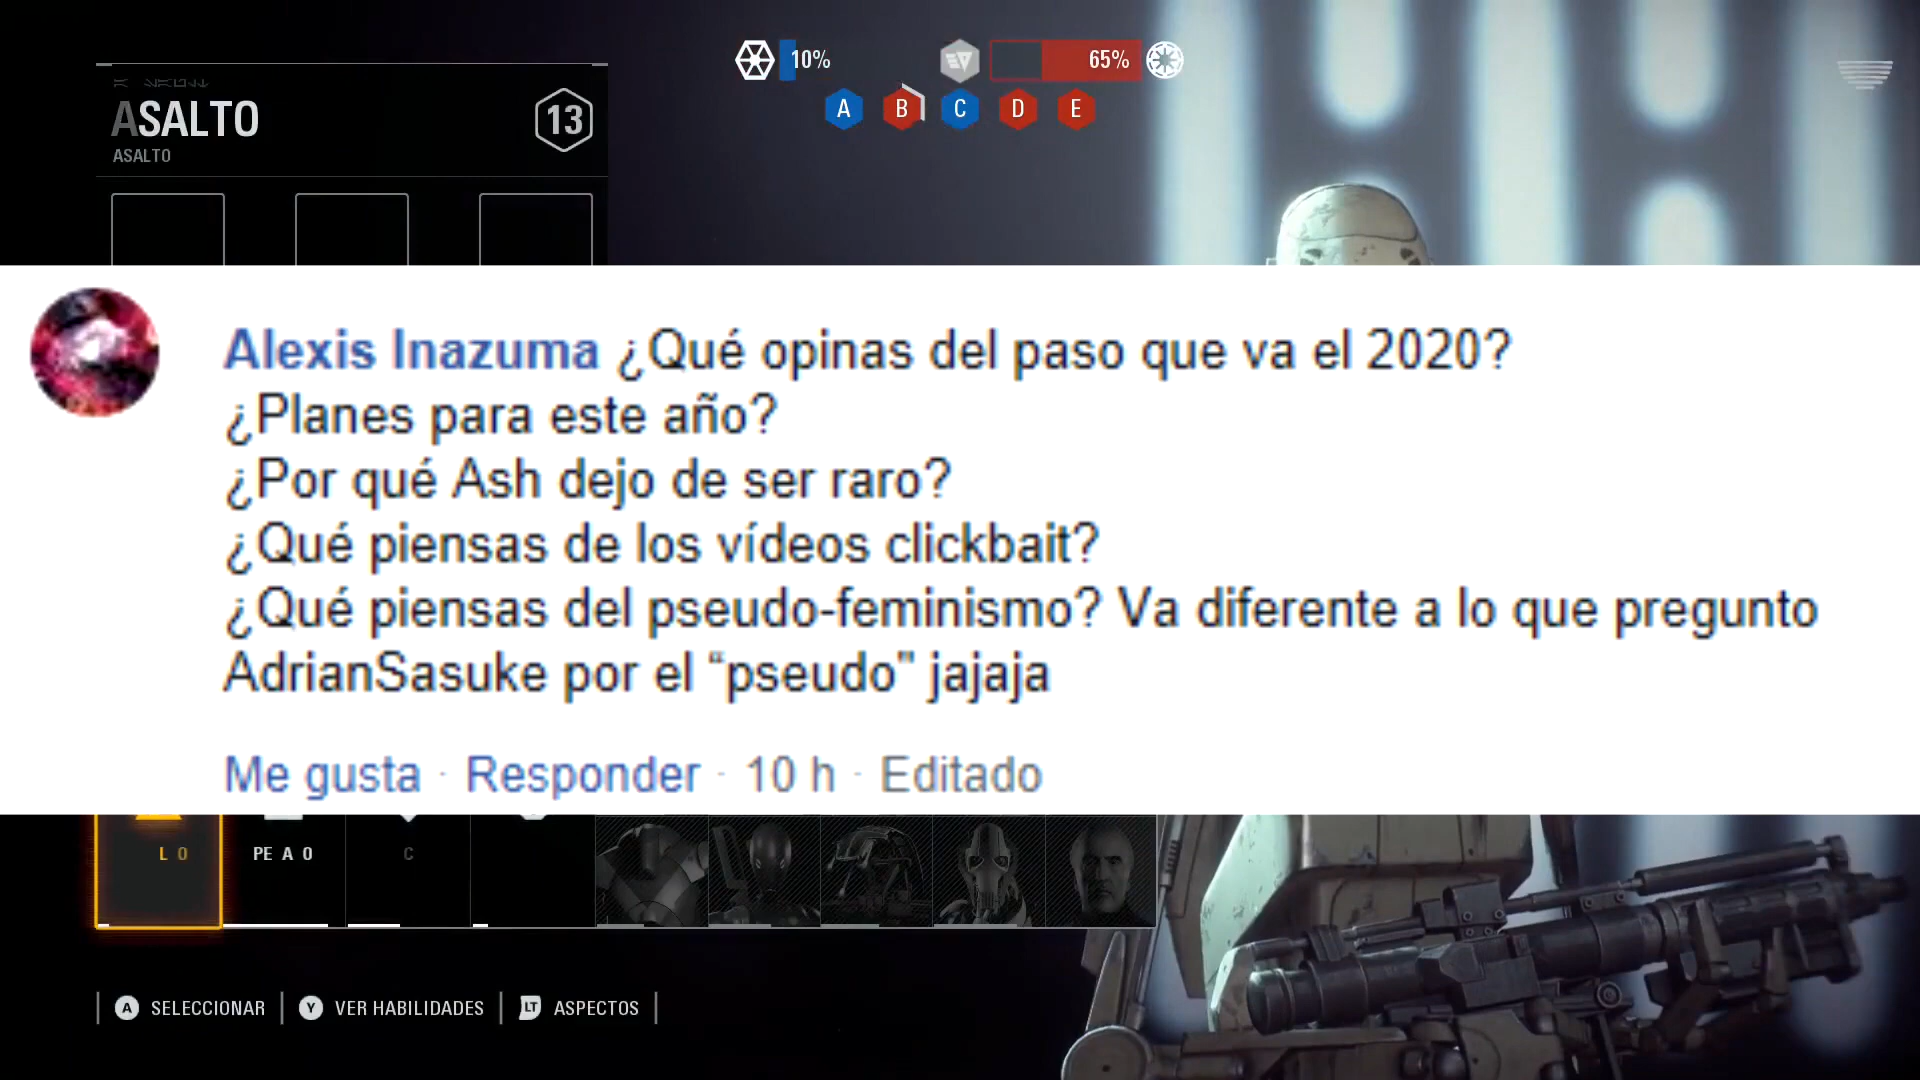 10%
65%
A B C D E
ASALTO
13
ASALTO
Alexis Inazuma ¿Qué opinas del paso que va el 2020?
¿Planes para este año?
¿Por qué Ash dejo de ser raro?
¿Qué piensas de los vídeos clickbait?
¿Qué piensas del pseudo-feminismo? Va diferente a lo que pregunto
AdrianSasuke por el “pseudo" jajaja
Me gusta · Responder · 10 h · Editado
L O
PE A O
C
A SELECCIONAR
Y VER HABILIDADES
LT ASPECTOS